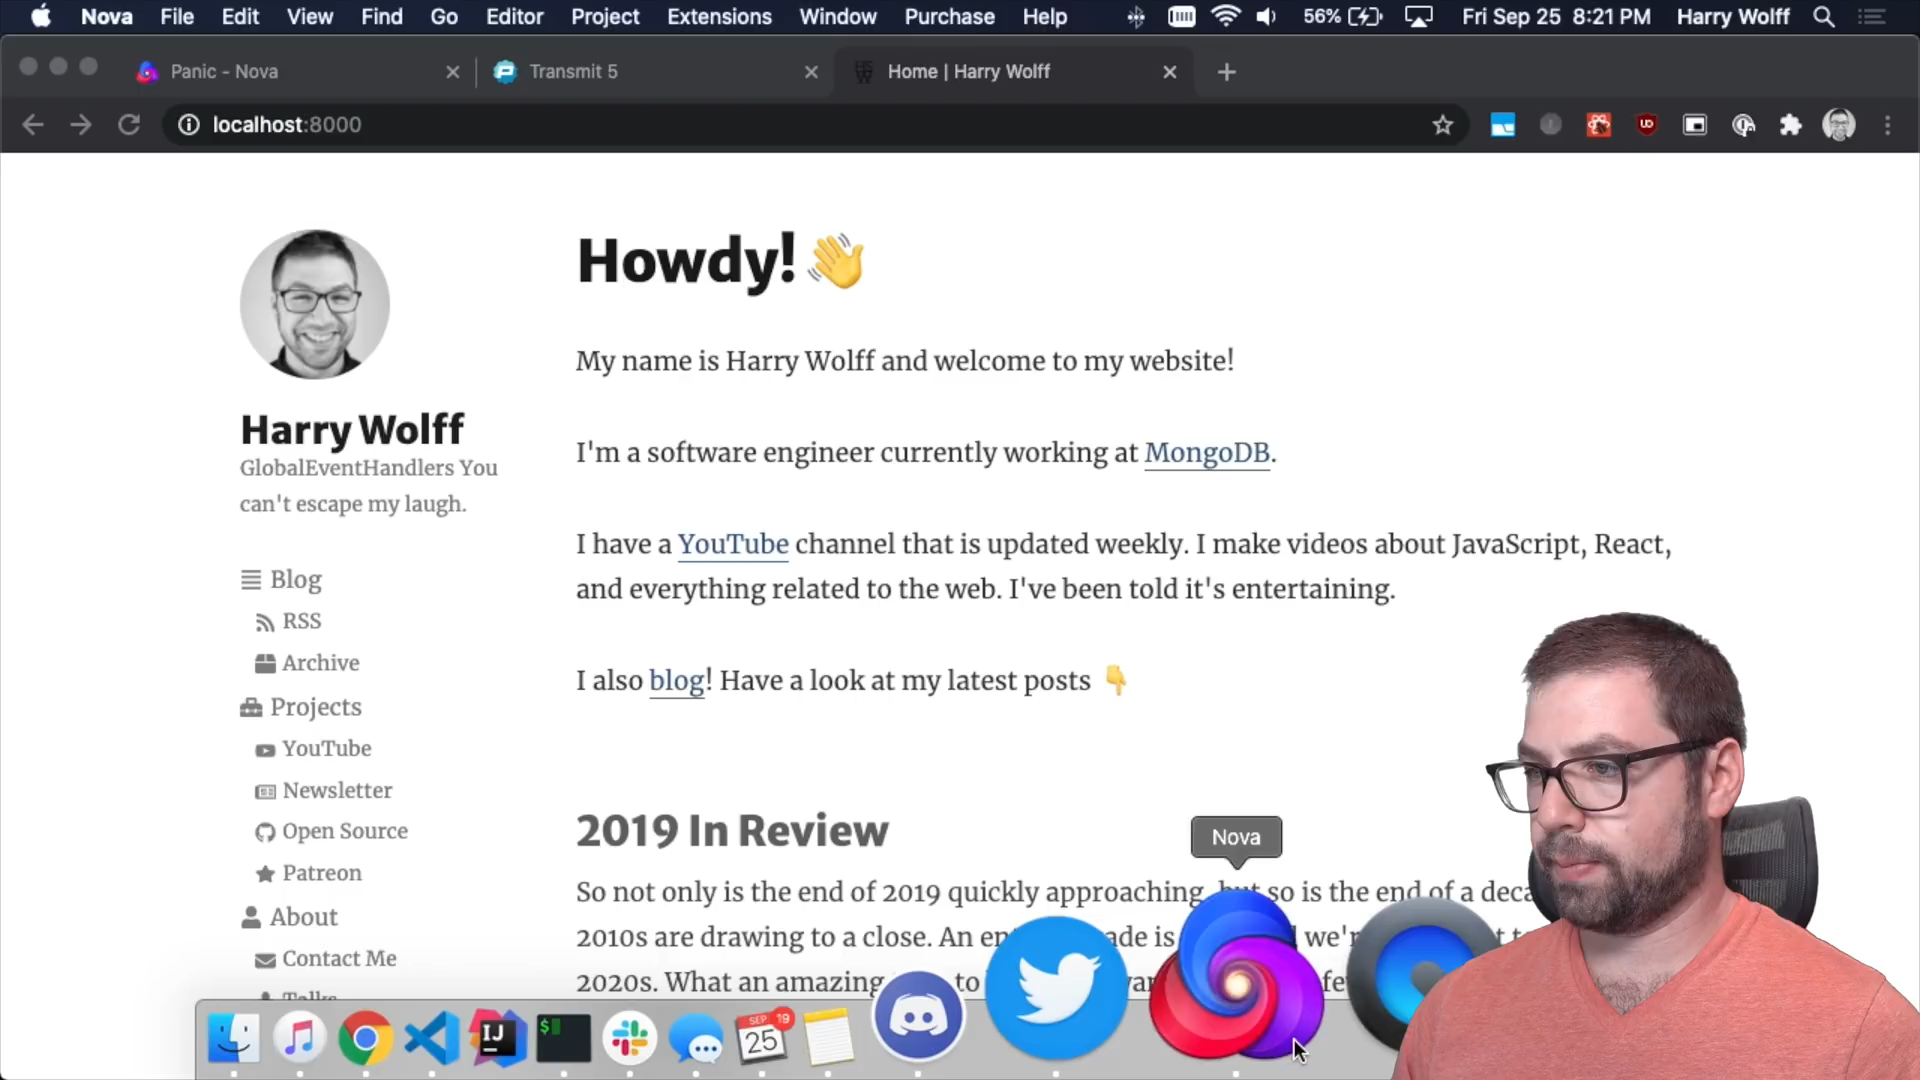 Nova File Edit View Find Go Editor Project Extensions Window Purchase Help 56% Fri Sep 25 8:21 PM Harry Wolff
Panic - Nova Transmit 5 Home | Harry Wolff
localhost:8000
Howdy! 👋
My name is Harry Wolff and welcome to my website!
Harry Wolff
GlobalEventHandlers You
can't escape my laugh.
I'm a software engineer currently working at MongoDB.
I have a YouTube channel that is updated weekly. I make videos about JavaScript, React,
and everything related to the web. I've been told it's entertaining.
I also blog! Have a look at my latest posts 👇
Blog
RSS
Archive
Projects
YouTube
Newsletter
Open Source
Patreon
About
Contact Me
Talks
2019 In Review
Nova
So not only is the end of 2019 quickly approaching, but so is the end of a
2010s are drawing to a close. An is we'r
2020s. What an amazing to
IJ
$
SEP 19
25